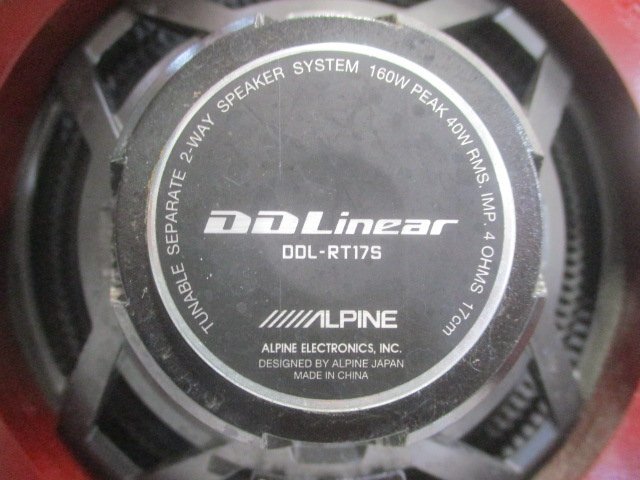 TUNABLE SEPARATE 2-WAY SPEAKER SYSTEM 160W PEAK 40W RMS. IMP. 4 OHMS 17cm
DDLinear
DDL-RT17S
ALPINE
ALPINE ELECTRONICS, INC.
DESIGNED BY ALPINE JAPAN
MADE IN CHINA